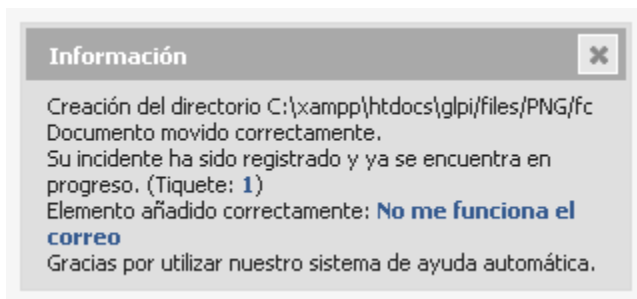 Información
Creación del directorio C:\xampp\htdocs\glpi/files/PNG/fc
Documento movido correctamente.
Su incidente ha sido registrado y ya se encuentra en
progreso. (Tiquete: 1)
Elemento añadido correctamente: No me funciona el
correo
Gracias por utilizar nuestro sistema de ayuda automática.